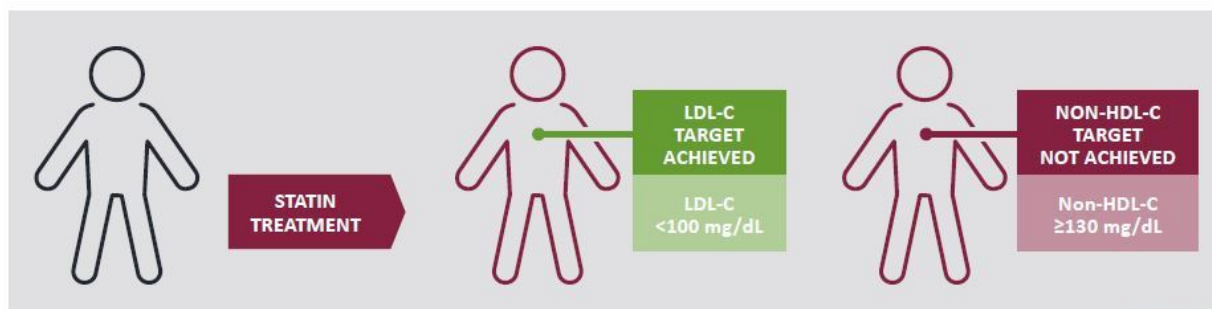 STATIN
TREATMENT
LDL-C
TARGET
ACHIEVED
LDL-C
<100 mg/dL
NON-HDL-C
TARGET
NOT ACHIEVED
Non-HDL-C
≥130 mg/dL